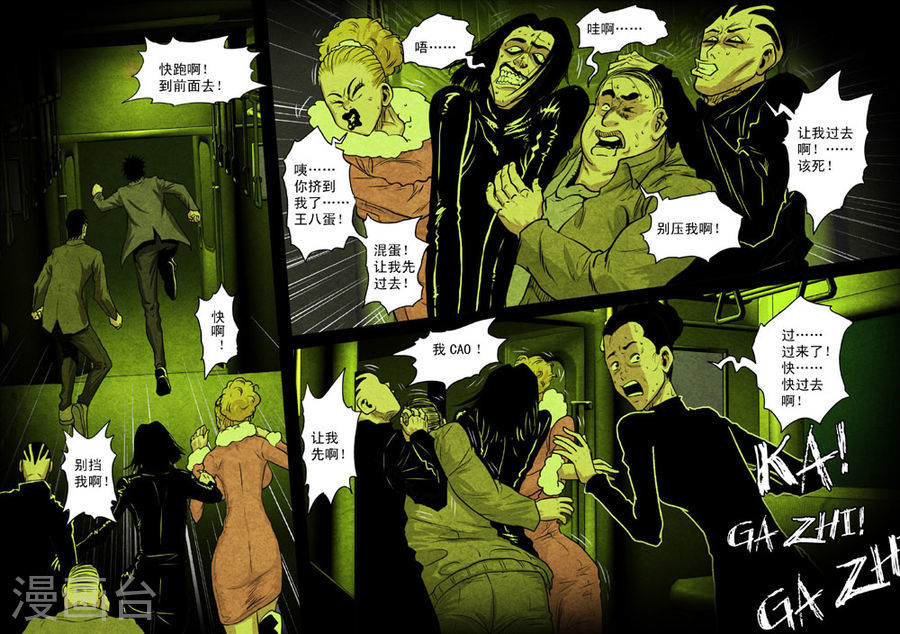 快跑啊！
到前面去！
快
啊！
别挡
我啊！
唔……
哇啊……
咦……
你挤到
我了……
王八蛋！
混蛋！
让我先
过去！
别压我啊！
让我过去
啊！……
该死！
让我
先啊！
我 CAO ！
过……
过来了！
快……
快过去
啊！
KA!
GA ZHI!
GA ZHI
漫画台